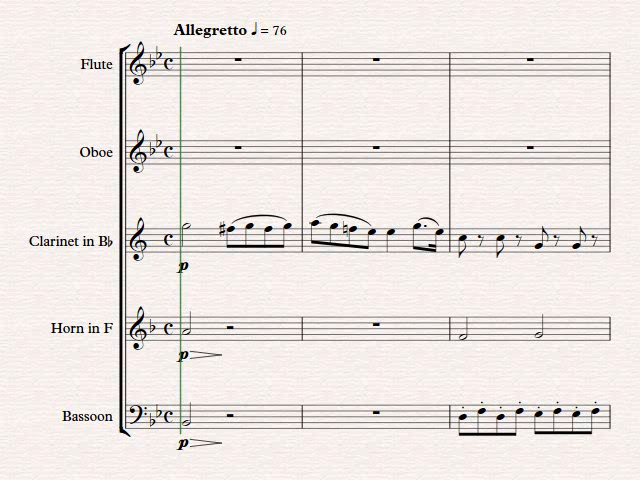 Allegretto ♩ = 76
Flute
Oboe
Clarinet in B♭
p
Horn in F
p
Bassoon
p